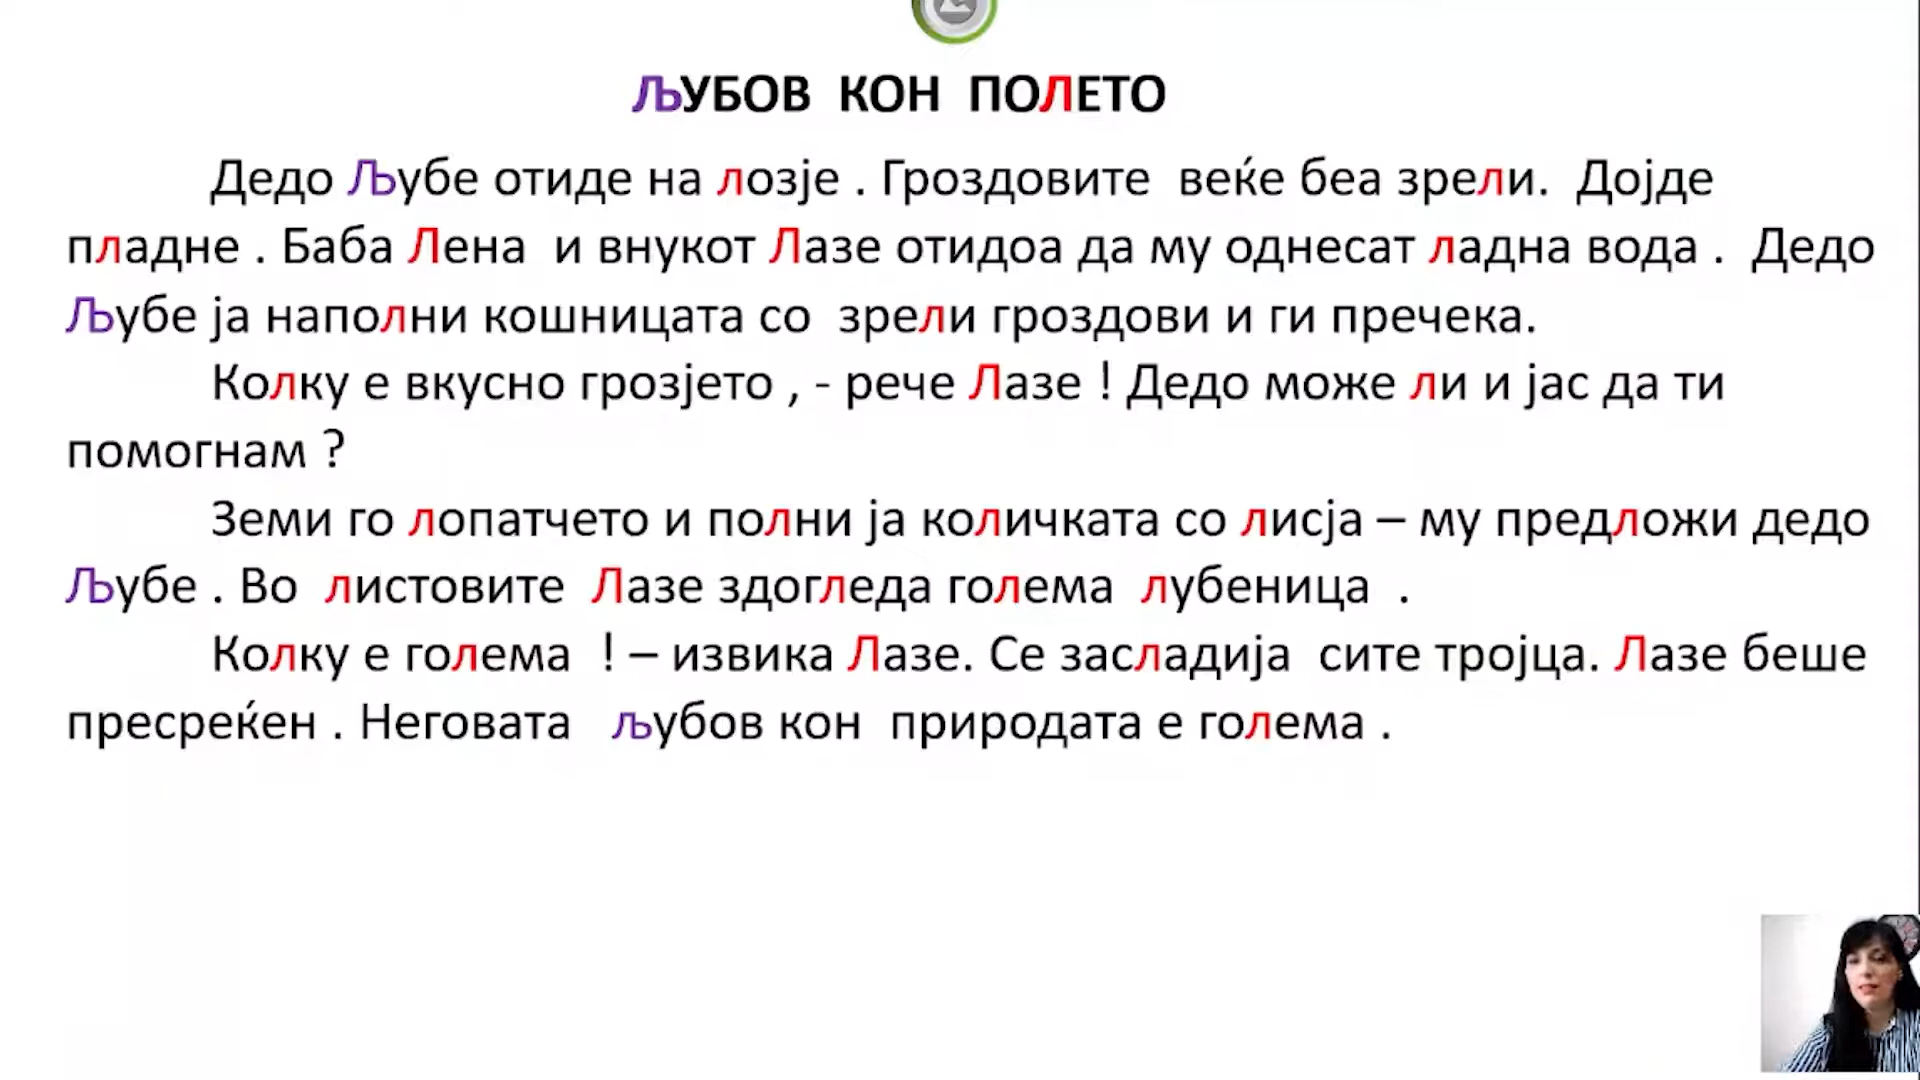 ЉУБОВ КОН ПОЛЕТО
Дедо Љубе отиде на лозје . Гроздовите веќе беа зрели. Дојде
пладне . Баба Лена и внукот Лазе отидоа да му однесат ладна вода . Дедо
Љубе ја наполни кошницата со зрели гроздови и ги пречека.
Колку е вкусно грозјето , - рече Лазе ! Дедо може ли и јас да ти
помогнам ?
Земи го лопатчето и полни ја количката со лисја – му предложи дедо
Љубе . Во листовите Лазе здогледа голема лубеница .
Колку е голема ! – извика Лазе. Се засладија сите тројца. Лазе беше
пресреќен . Неговата љубов кон природата е голема .